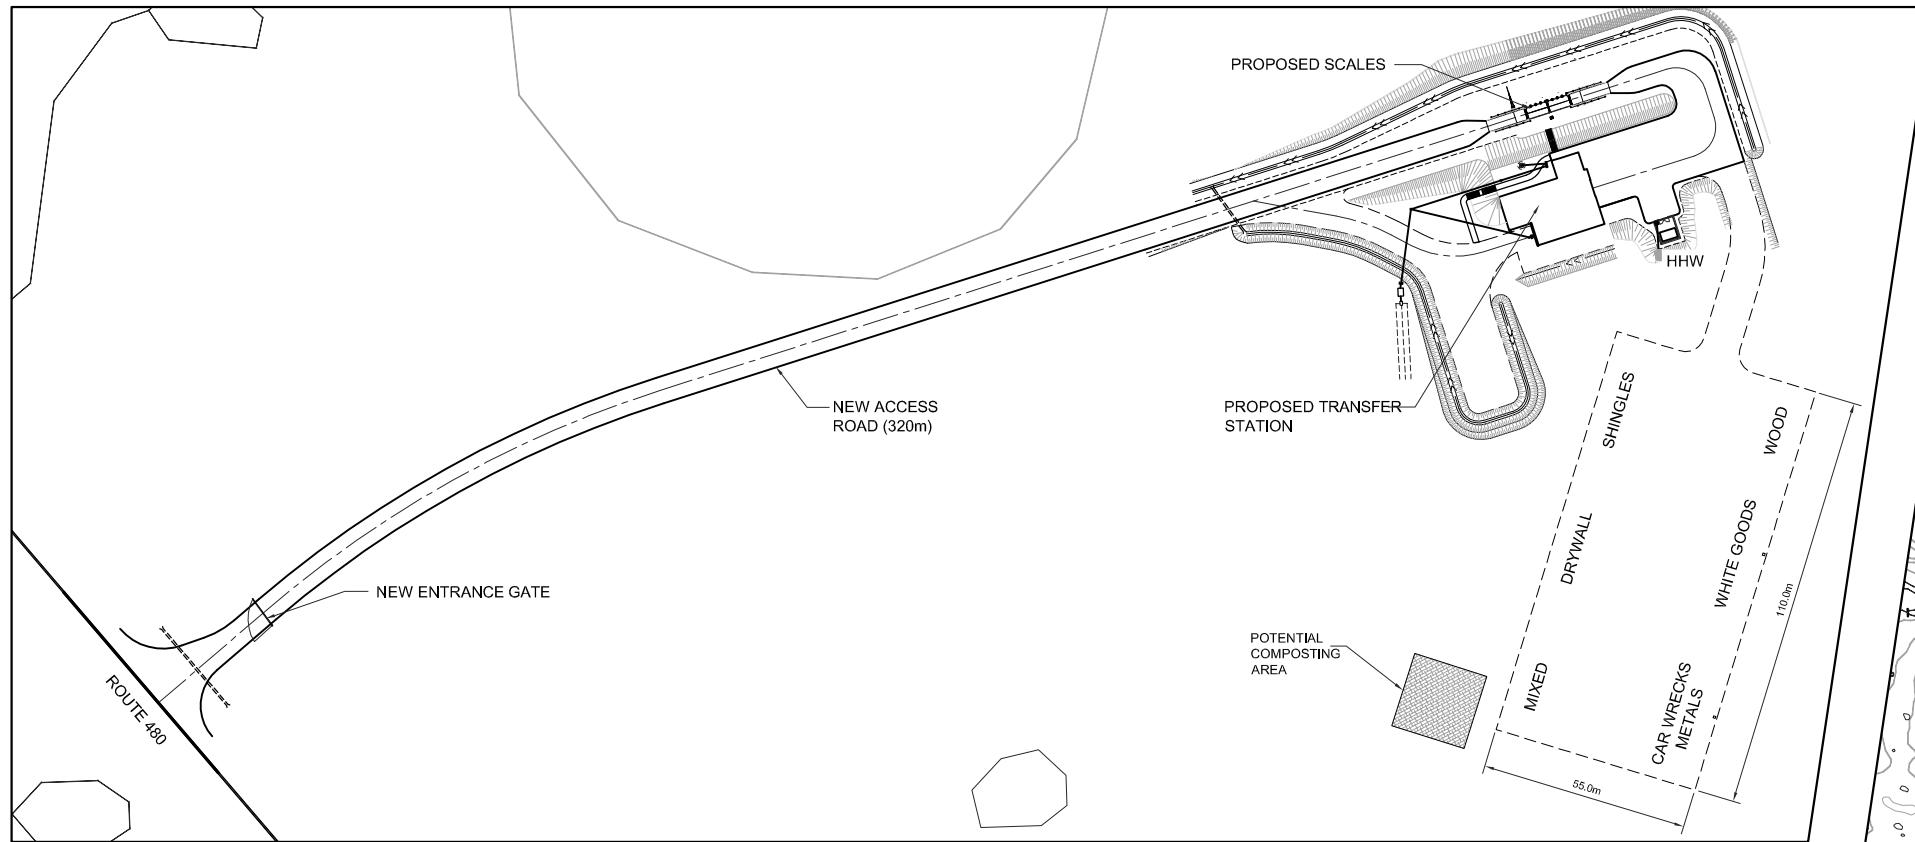 PROPOSED SCALES
HHW
NEW ACCESS
ROAD (320m)
PROPOSED TRANSFER
STATION
SHINGLES
WOOD
DRYWALL
WHITE GOODS
110.0m
NEW ENTRANCE GATE
POTENTIAL
COMPOSTING
AREA
MIXED
CAR WRECKS
METALS
ROUTE 480
55.0m